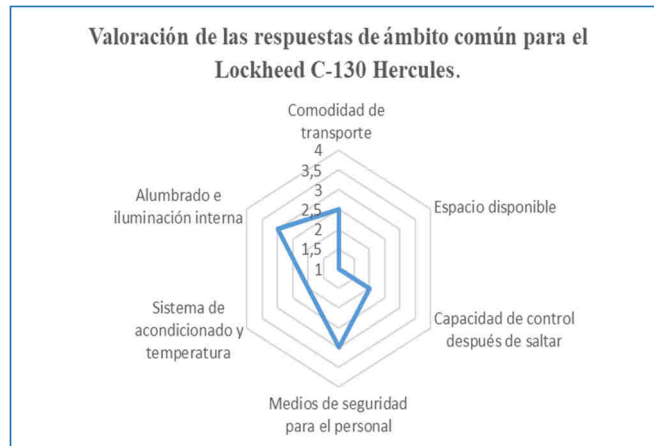 Valoración de las respuestas de ámbito común para el
Lockheed C-130 Hercules.
Comodidad de
transporte
4
3,5
3
2,5
2
1,5
1
Alumbrado e
iluminación interna
Espacio disponible
Sistema de
acondicionado y
temperatura
Capacidad de control
después de saltar
Medios de seguridad
para el personal